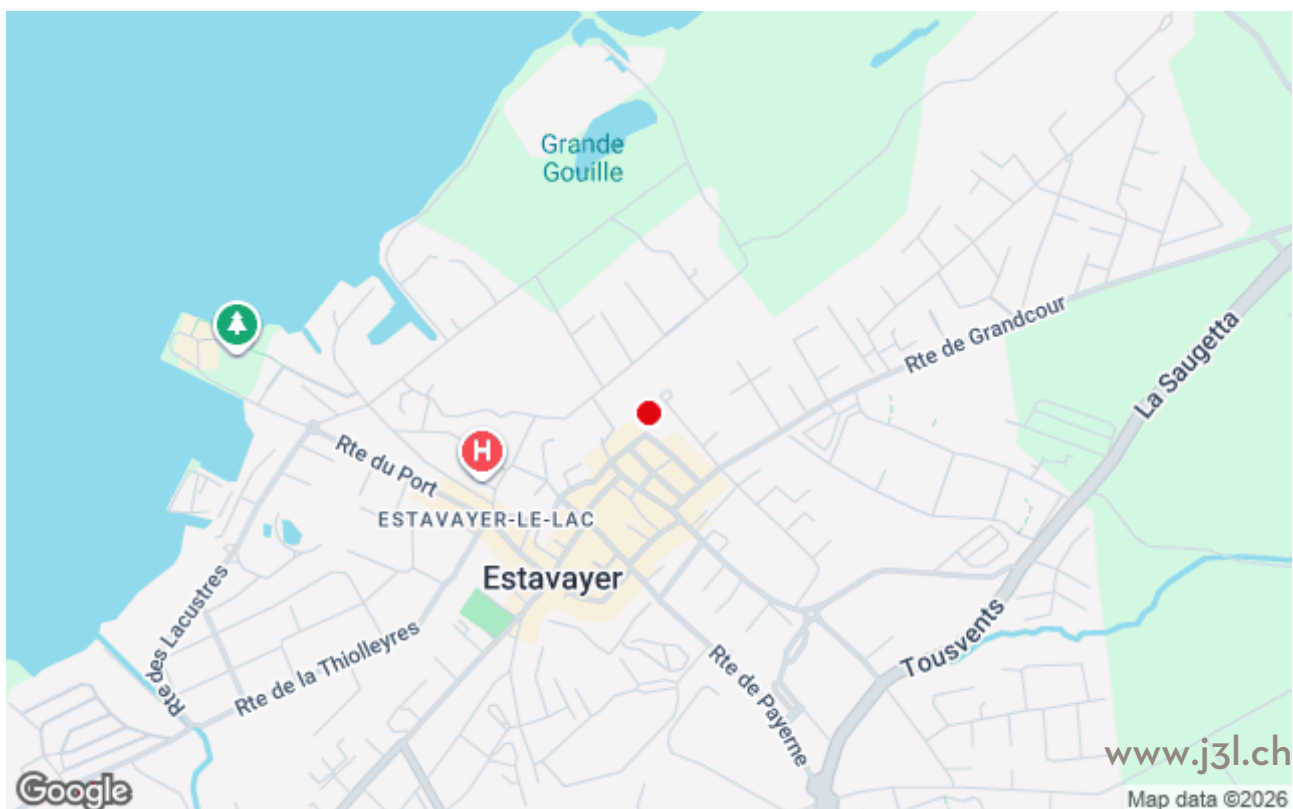 Grande
Gouille
Rte de Grandcour
La Saugetta
H
Rte du Port
ESTAVAYER-LE-LAC
Estavayer
Rte des Lacustres
Rte de la Thiolleyres
Tousvents
Rte de Payerne
www.j3l.ch
Google
Map data ©2026